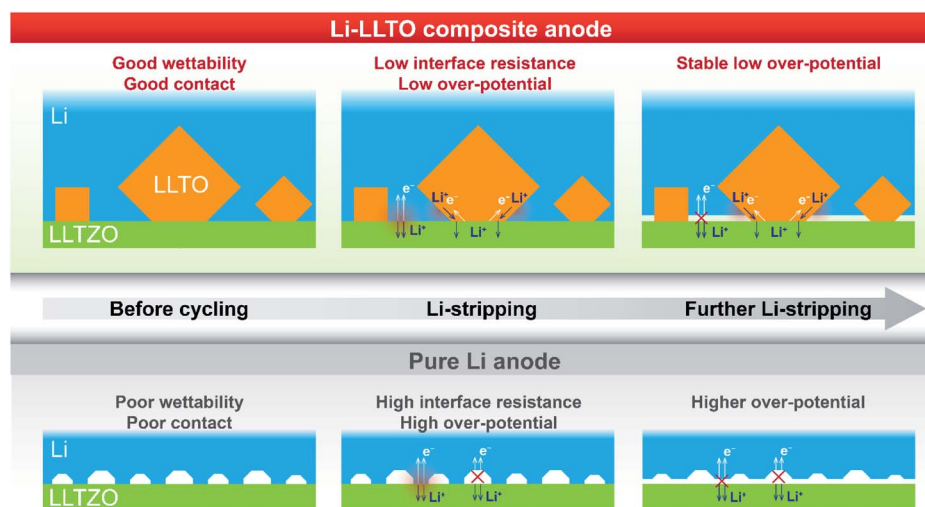 Li-LLTO composite anode
Good wettability
Good contact
Low interface resistance
Low over-potential
Stable low over-potential
Li
LLTO
LLTZO
e⁻
Li⁺
e⁻
Li⁺
Li⁺
e⁻
Li⁺
e⁻
Li⁺
e⁻
Li⁺
Li⁺
e⁻
Li⁺
Before cycling
Li-stripping
Further Li-stripping
Pure Li anode
Poor wettability
Poor contact
High interface resistance
High over-potential
Higher over-potential
Li
LLTZO
e⁻
e⁻
Li⁺
Li⁺
e⁻
e⁻
Li⁺
Li⁺